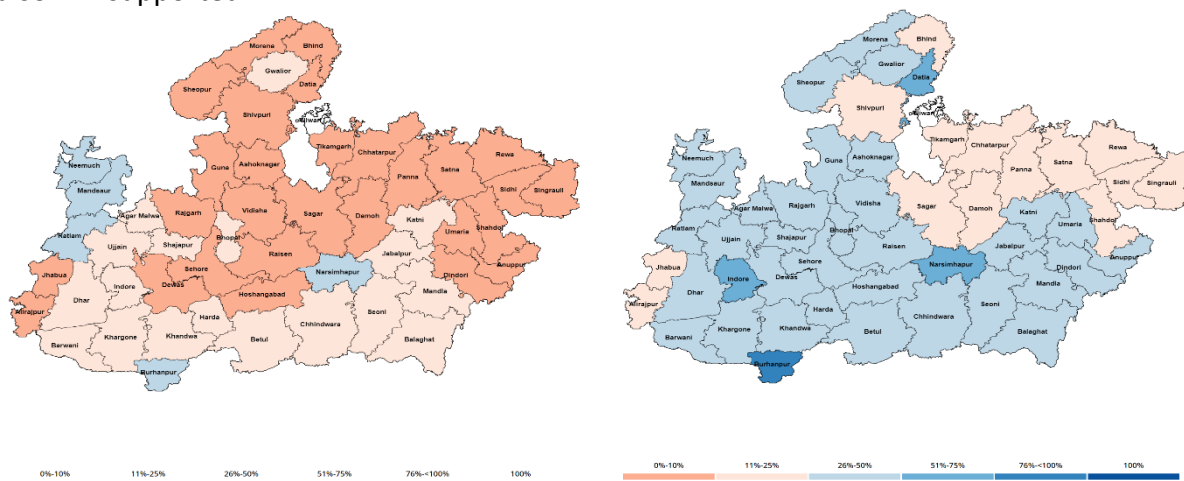 supported
Morena
Bhind
Gwalior
Datia
Sheopur
Shivpuri
Tikamgarh
Chhatarpur
Rewa
Neemuch
Guna
Ashoknagar
Panna
Satna
Sidhi
Singrauli
Mandsaur
Agar Malwa
Rajgarh
Vidisha
Sagar
Damoh
Katni
Umaria
Shahdol
Ratlam
Ujjain
Shajapur
Bhopal
Raisen
Jabalpur
Anuppur
Jhabua
Indore
Sehore
Dewas
Narsimhapur
Dindori
Alirajpur
Dhar
Hoshangabad
Mandla
Harda
Seoni
Barwani
Khargone
Khandwa
Betul
Chhindwara
Balaghat
Burhanpur
0%-10% 11%-25% 26%-50% 51%-75% 76%-<100% 100%
Morena
Bhind
Gwalior
Datia
Sheopur
Shivpuri
Tikamgarh
Chhatarpur
Rewa
Neemuch
Guna
Ashoknagar
Panna
Satna
Sidhi
Singrauli
Mandsaur
Agar Malwa
Rajgarh
Vidisha
Sagar
Damoh
Katni
Umaria
Shahdol
Ratlam
Ujjain
Shajapur
Bhopal
Raisen
Jabalpur
Anuppur
Jhabua
Indore
Sehore
Dewas
Narsimhapur
Dindori
Alirajpur
Dhar
Hoshangabad
Mandla
Harda
Seoni
Barwani
Khargone
Khandwa
Betul
Chhindwara
Balaghat
Burhanpur
0%-10% 11%-25% 26%-50% 51%-75% 76%-<100% 100%